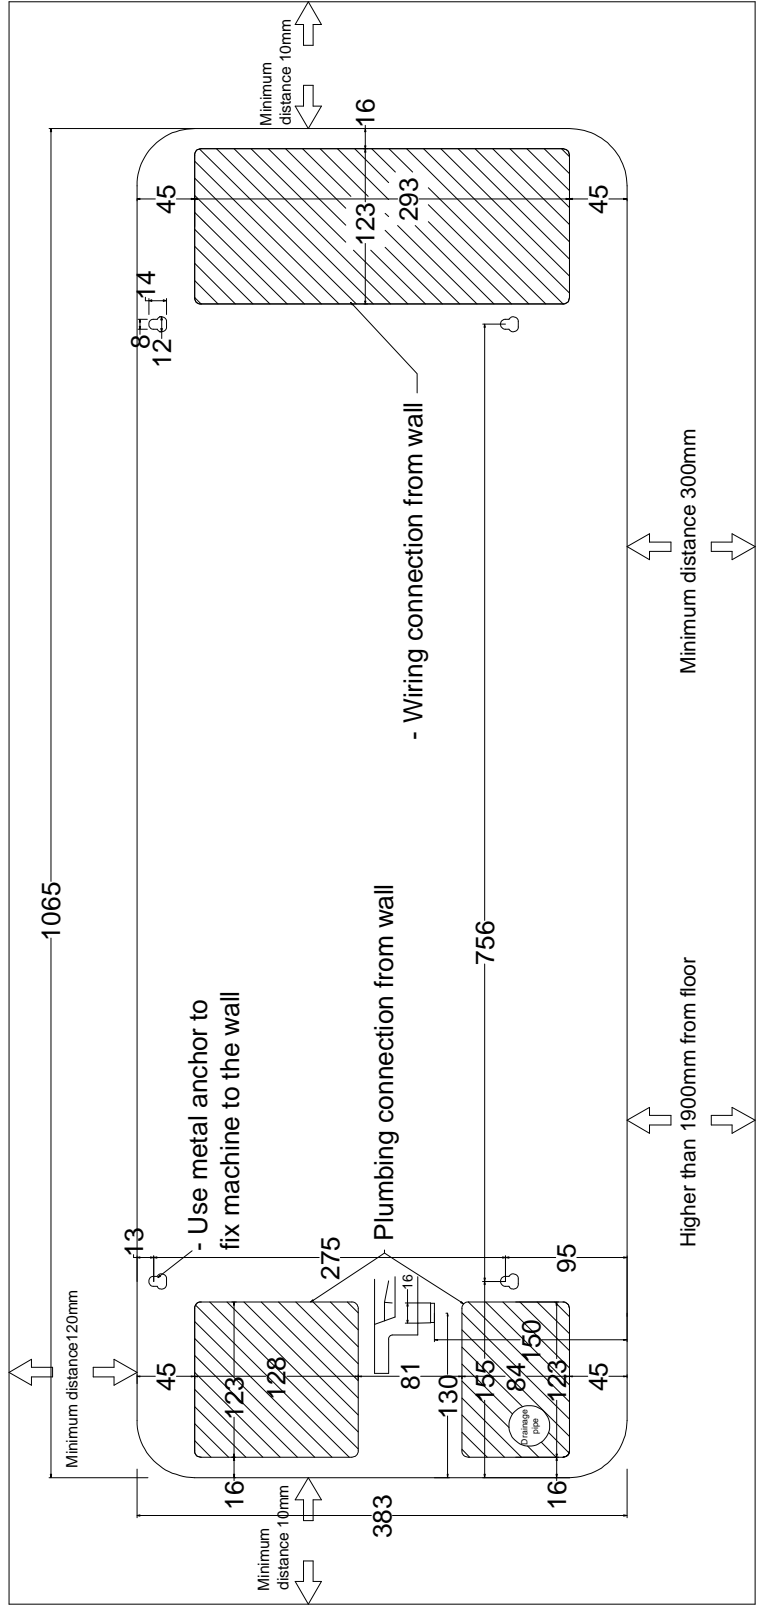 Minimum distance120mm
1065
Minimum
distance 10mm
Minimum
distance 10mm
13
- Use metal anchor to
fix machine to the wall
8
14
12
45
45
16
123
128
275
Plumbing connection from wall
- Wiring connection from wall
123
293
16
383
81
16
130
756
155
84
150
123
Drainage
pipe
16
45
95
45
Higher than 1900mm from floor
Minimum distance 300mm